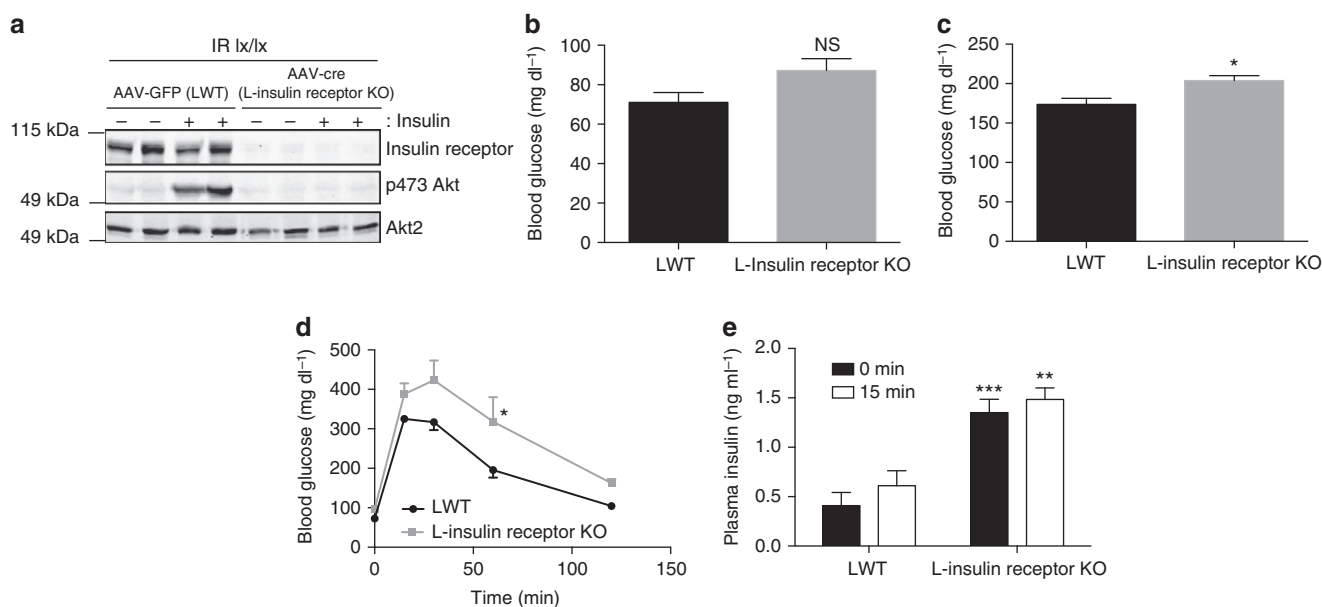 a
IR lx/lx
AAV-GFP (LWT)
AAV-cre
(L-insulin receptor KO)
– – + + – – + + : Insulin
115 kDa
Insulin receptor
p473 Akt
49 kDa
Akt2
49 kDa
b
Blood glucose (mg dl⁻¹)
100
80
60
40
20
0
NS
LWT
L-Insulin receptor KO
c
Blood glucose (mg dl⁻¹)
250
200
150
100
50
0
*
LWT
L-insulin receptor KO
d
Blood glucose (mg dl⁻¹)
500
400
300
200
100
0
*
LWT
L-insulin receptor KO
0 50 100 150
Time (min)
e
Plasma insulin (ng ml⁻¹)
2.0
1.5
1.0
0.5
0.0
0 min
15 min
*** **
LWT
L-insulin receptor KO